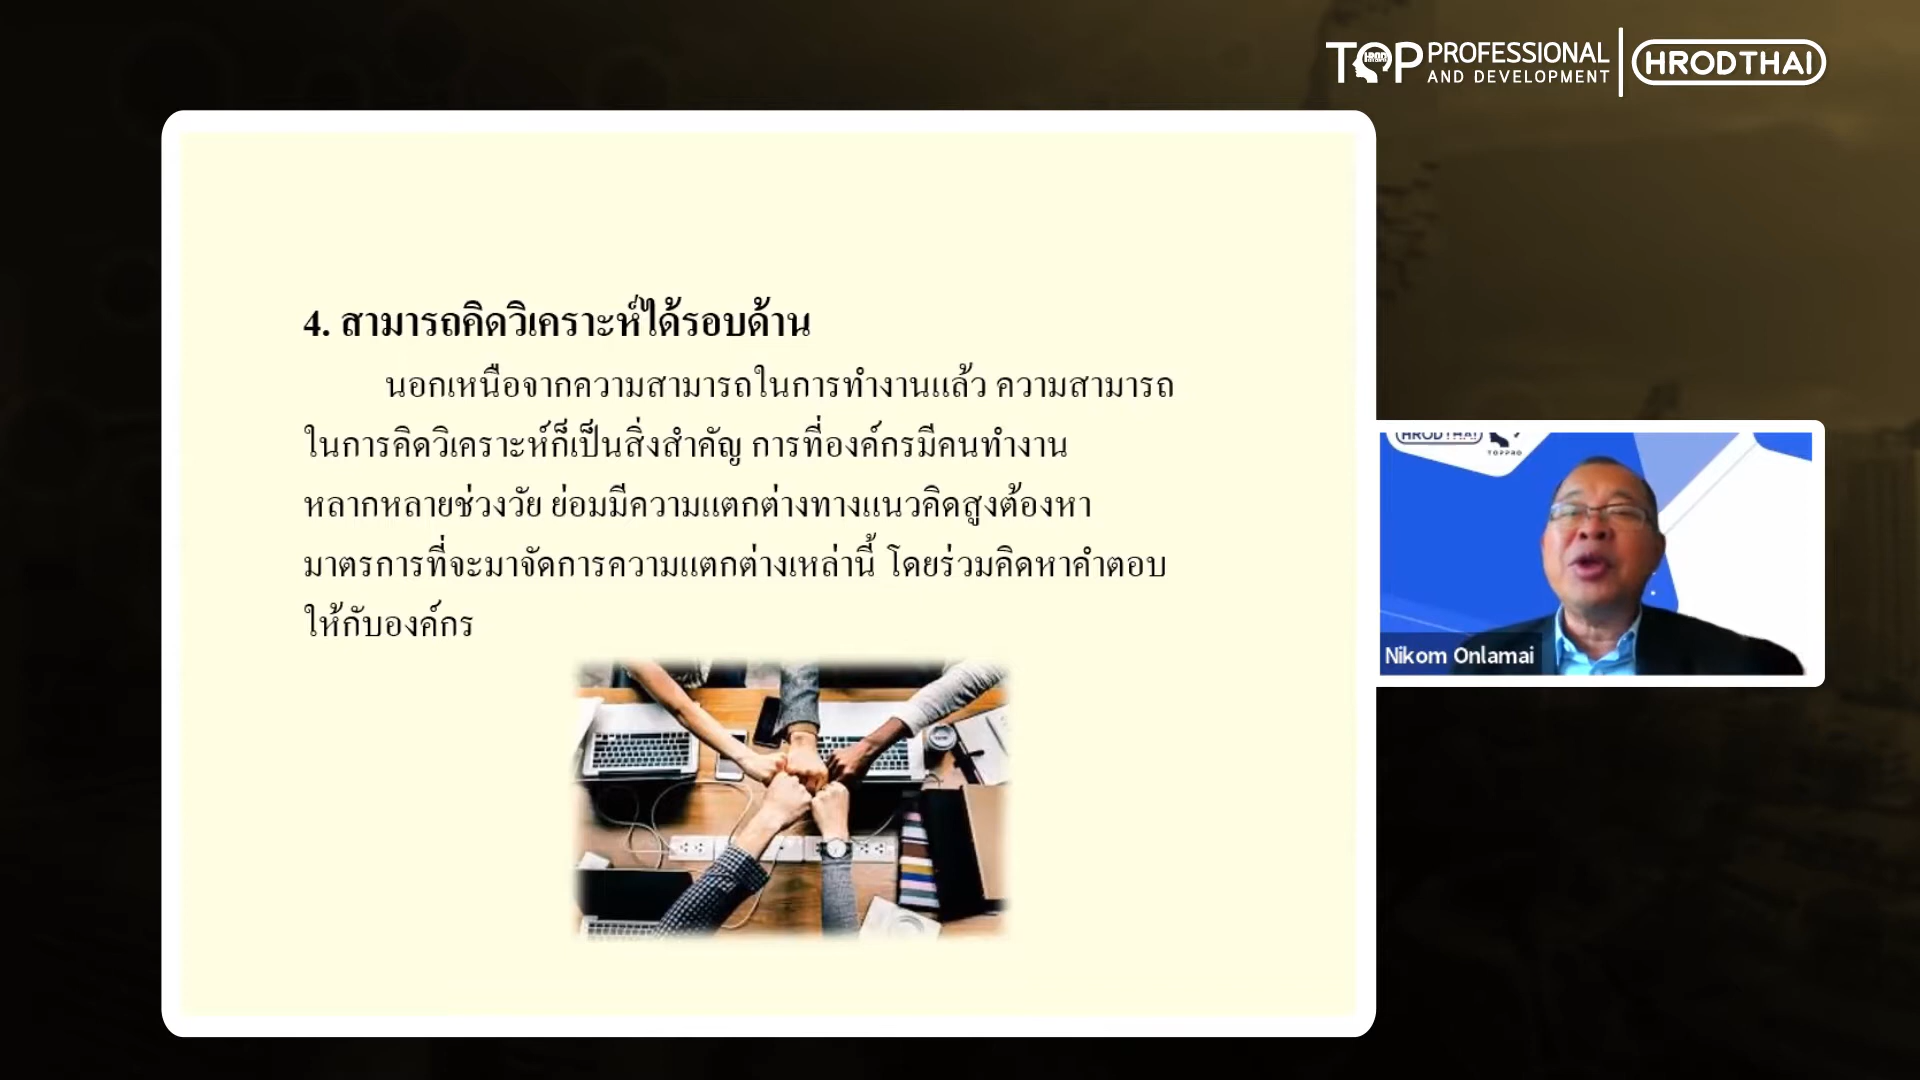 TOP PROFESSIONAL
AND DEVELOPMENT
HRODTHAI
4. สามารถคิดวิเคราะห์ได้รอบด้าน
นอกเหนือจากความสามารถในการทำงานแล้ว ความสามารถ
ในการคิดวิเคราะห์ก็เป็นสิ่งสำคัญ การที่องค์กรมีคนทำงาน
หลากหลายช่วงวัย ย่อมมีความแตกต่างทางแนวคิดสูงต้องหา
มาตรการที่จะมาจัดการความแตกต่างเหล่านี้ โดยร่วมคิดหาคำตอบ
ให้กับองค์กร
HRODTHAI
TOPPRO
Nikom Onlamai